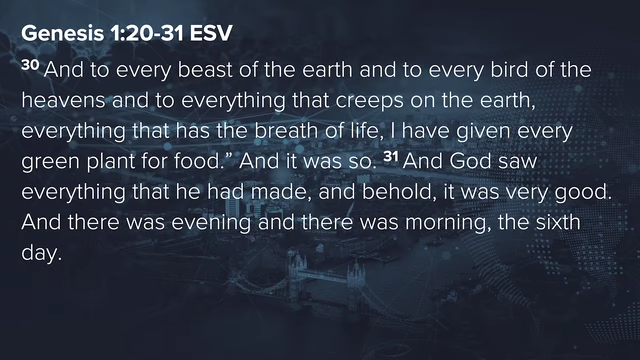 Genesis 1:20-31 ESV
30 And to every beast of the earth and to every bird of the
heavens and to everything that creeps on the earth,
everything that has the breath of life, I have given every
green plant for food.” And it was so. 31 And God saw
everything that he had made, and behold, it was very good.
And there was evening and there was morning, the sixth
day.